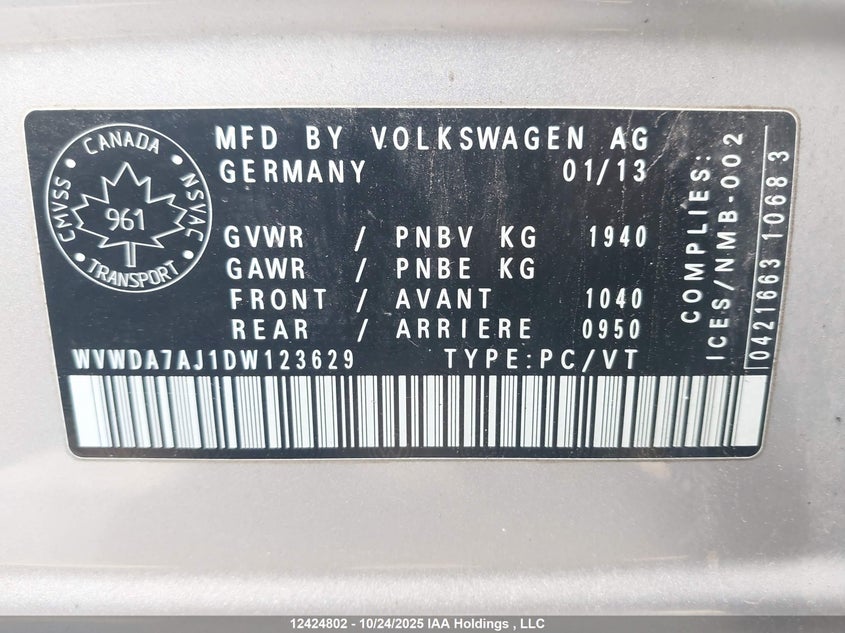 CANADA
CMVSS
NSVAC
961
TRANSPORT
MFD BY VOLKSWAGEN AG
GERMANY 01/13
GVWR / PNBV KG 1940
GAWR / PNBE KG
FRONT / AVANT 1040
REAR / ARRIERE 0950
WVWDA7AJ1DW123629 TYPE:PC/VT
COMPLIES:
ICES/NMB-002
0421663 10683
12424802 - 10/24/2025 IAA Holdings , LLC